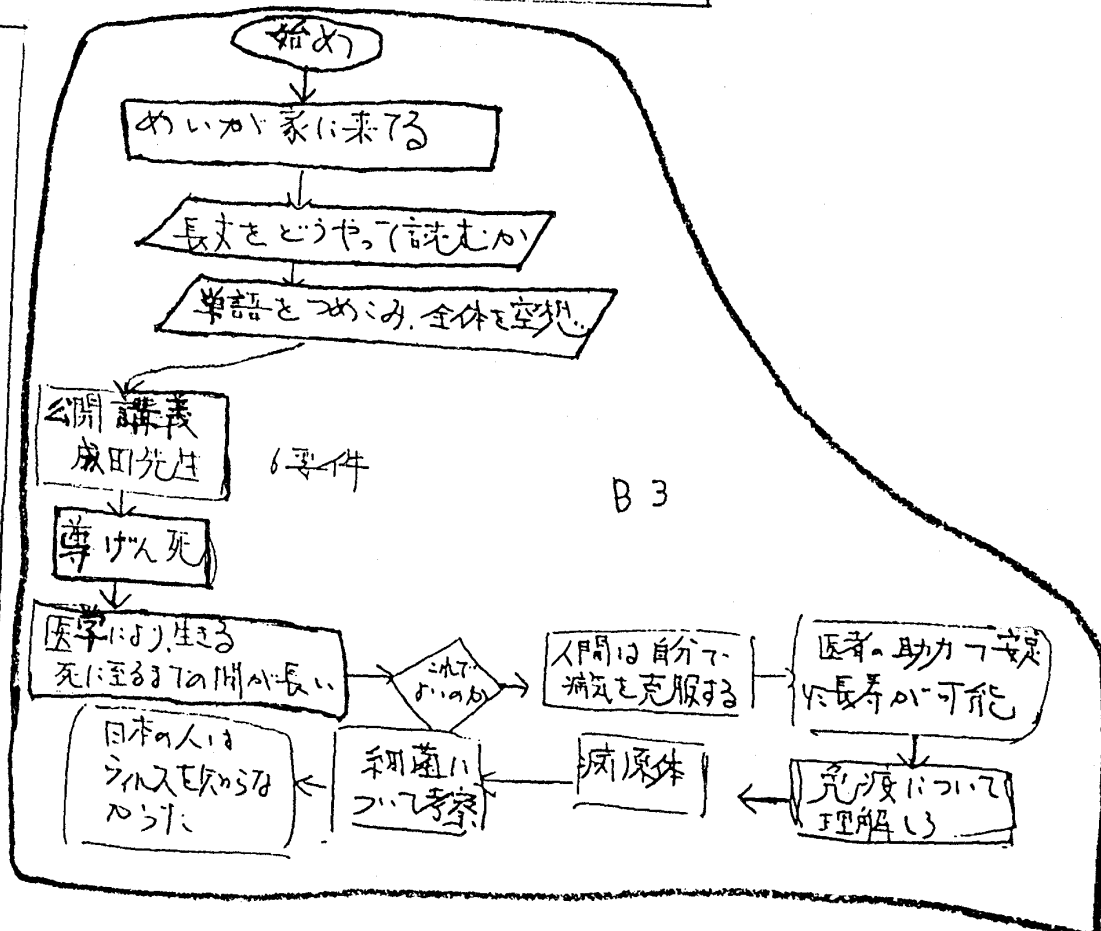 始め
めいが家に来てる
長文をどうやって読むか
単語をつめこみ、全体を空想
公開講義
成田先生
6要件
B3
尊げん死
医学により、生きる
死に至るまでの間が長い
これで
よいのか
人間は自分で
病気を克服する
医者の助力で
長寿が可能
免疫について
理解しろ
病原体
細菌に
ついて考察
日本の人は
ウィルスを知らな
かった